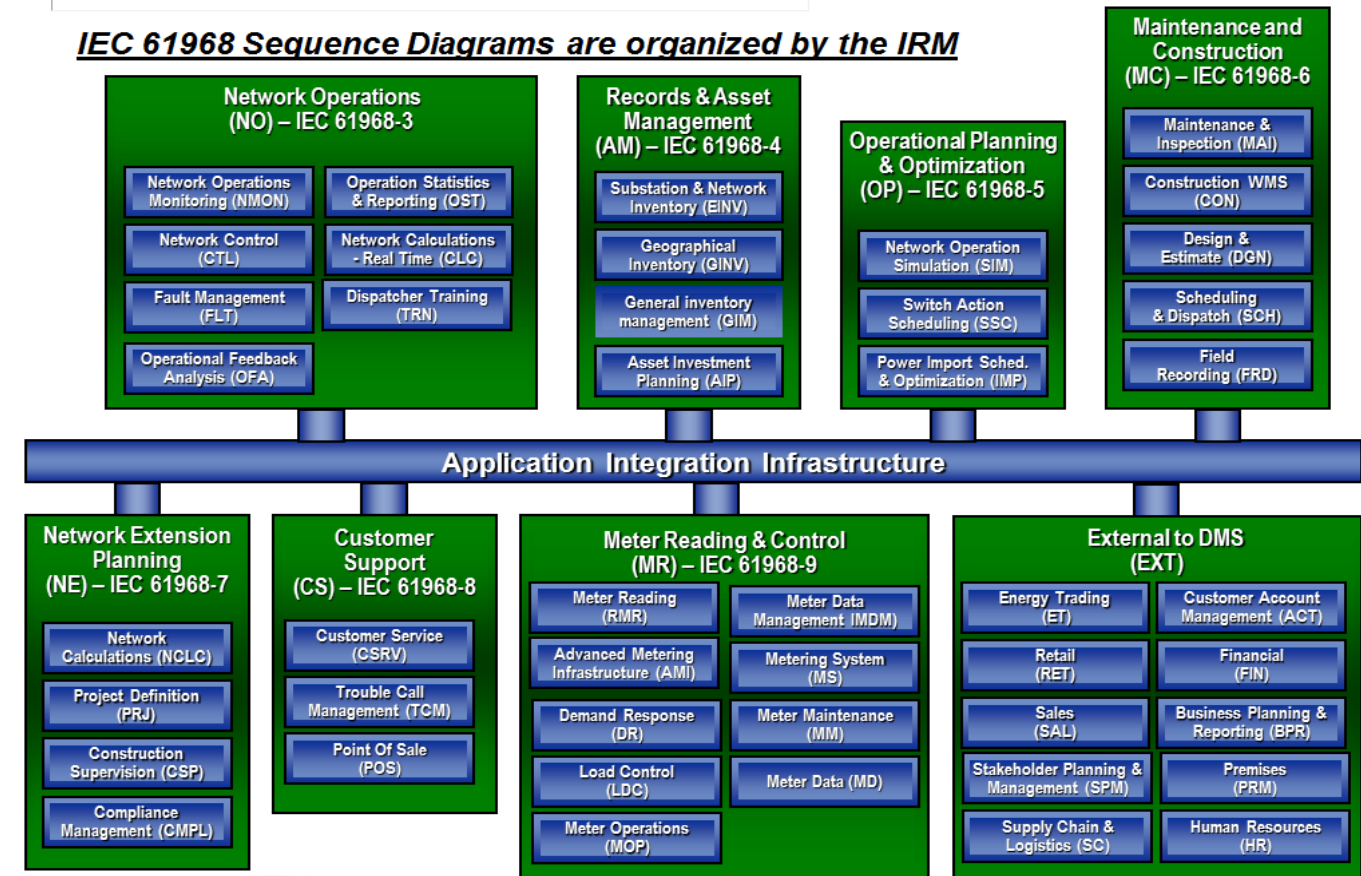 IEC 61968 Sequence Diagrams are organized by the IRM
Network Operations
(NO) – IEC 61968-3
Network Operations
Monitoring (NMON)
Operation Statistics
& Reporting (OST)
Network Control
(CTL)
Network Calculations
- Real Time (CLC)
Fault Management
(FLT)
Dispatcher Training
(TRN)
Operational Feedback
Analysis (OFA)
Records & Asset
Management
(AM) – IEC 61968-4
Substation & Network
Inventory (EINV)
Geographical
Inventory (GINV)
General inventory
management (GIM)
Asset Investment
Planning (AIP)
Operational Planning
& Optimization
(OP) – IEC 61968-5
Network Operation
Simulation (SIM)
Switch Action
Scheduling (SSC)
Power Import Sched.
& Optimization (IMP)
Maintenance and
Construction
(MC) – IEC 61968-6
Maintenance &
Inspection (MAI)
Construction WMS
(CON)
Design &
Estimate (DGN)
Scheduling
& Dispatch (SCH)
Field
Recording (FRD)
Application Integration Infrastructure
Network Extension
Planning
(NE) – IEC 61968-7
Network
Calculations (NCLC)
Project Definition
(PRJ)
Construction
Supervision (CSP)
Compliance
Management (CMPL)
Customer
Support
(CS) – IEC 61968-8
Customer Service
(CSRV)
Trouble Call
Management (TCM)
Point Of Sale
(POS)
Meter Reading & Control
(MR) – IEC 61968-9
Meter Reading
(RMR)
Meter Data
Management IMDM)
Advanced Metering
Infrastructure (AMI)
Metering System
(MS)
Demand Response
(DR)
Meter Maintenance
(MM)
Load Control
(LDC)
Meter Data (MD)
Meter Operations
(MOP)
External to DMS
(EXT)
Energy Trading
(ET)
Customer Account
Management (ACT)
Retail
(RET)
Financial
(FIN)
Sales
(SAL)
Business Planning &
Reporting (BPR)
Stakeholder Planning &
Management (SPM)
Premises
(PRM)
Supply Chain &
Logistics (SC)
Human Resources
(HR)